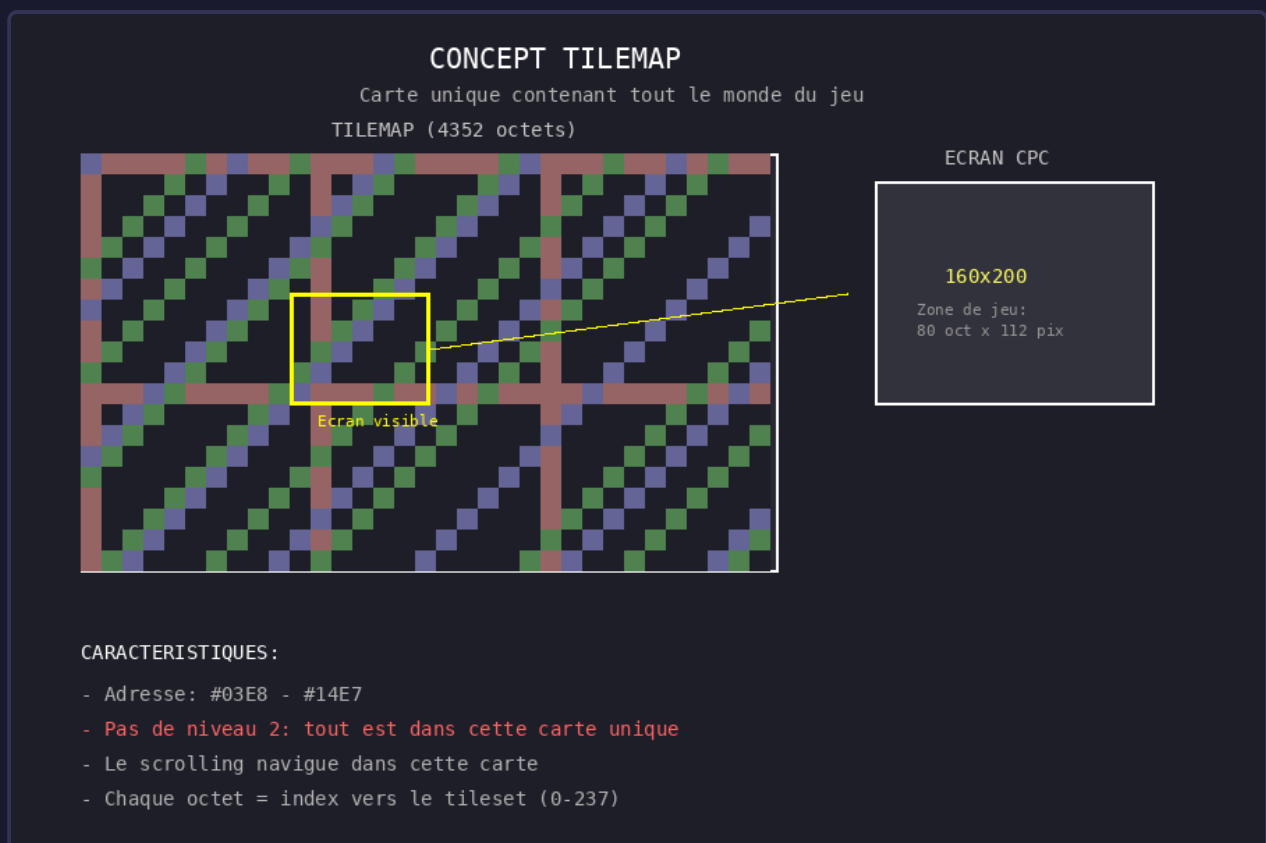 CONCEPT TILEMAP
Carte unique contenant tout le monde du jeu
TILEMAP (4352 octets)
ECRAN CPC
160x200
Zone de jeu:
80 oct x 112 pix
Ecran visible
CARACTERISTIQUES:
- Adresse: #03E8 - #14E7
- Pas de niveau 2: tout est dans cette carte unique
- Le scrolling navigue dans cette carte
- Chaque octet = index vers le tileset (0-237)